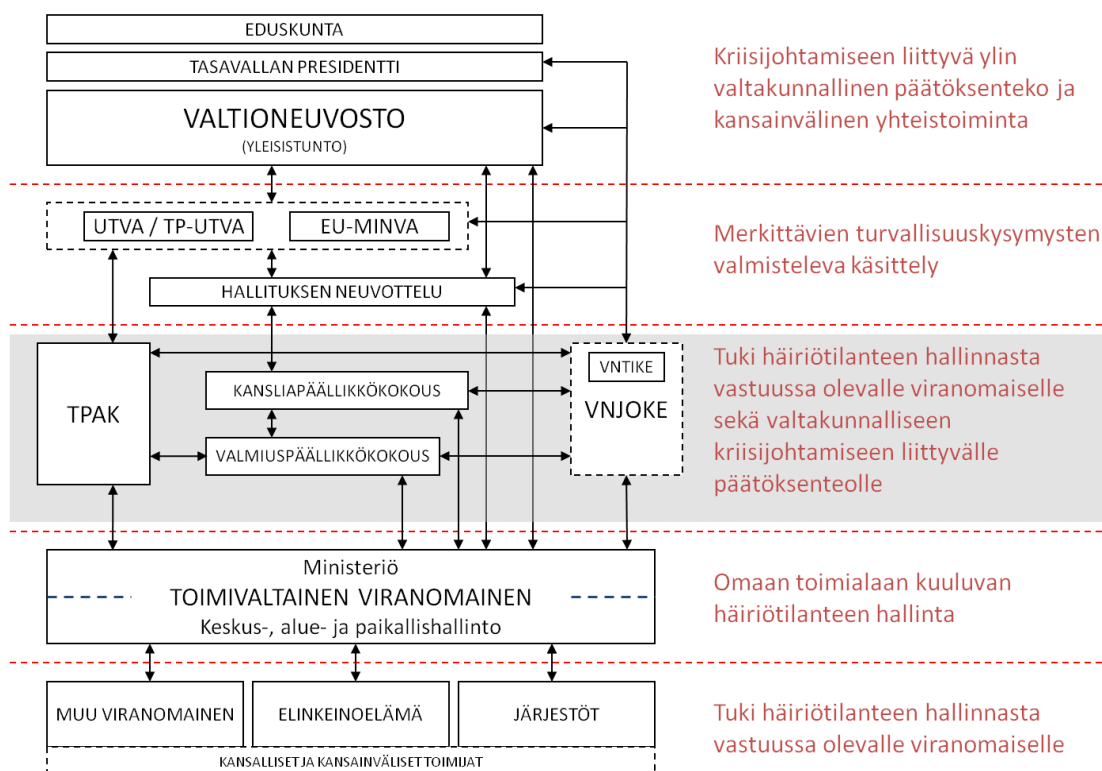 EDUSKUNTA
TASAVALLAN PRESIDENTTI
VALTIONEUVOSTO
(YLEISISTUNTO)
Kriisijohtamiseen liittyvä ylin
valtakunnallinen päätöksenteko ja
kansainvälinen yhteistoiminta
UTVA / TP-UTVA
EU-MINVA
HALLITUKSEN NEUVOTTELU
Merkittävien turvallisuuskysymysten
valmisteleva käsittely
TPAK
KANSLIAPÄÄLLIKKÖKOKOUS
VALMIUSPÄÄLLIKKÖKOKOUS
VNTIKE
VNJOKE
Tuki häiriötilanteen hallinnasta
vastuussa olevalle viranomaiselle
sekä valtakunnalliseen
kriisijohtamiseen liittyvälle
päätöksenteolle
Ministeriö
TOIMIVALTAINEN VIRANOMAINEN
Keskus-, alue- ja paikallishallinto
Omaan toimialaan kuuluvan
häiriötilanteen hallinta
MUU VIRANOMAINEN
ELINKEINOELÄMÄ
JÄRJESTÖT
KANSALLISET JA KANSAINVÄLISET TOIMIJAT
Tuki häiriötilanteen hallinnasta
vastuussa olevalle viranomaiselle